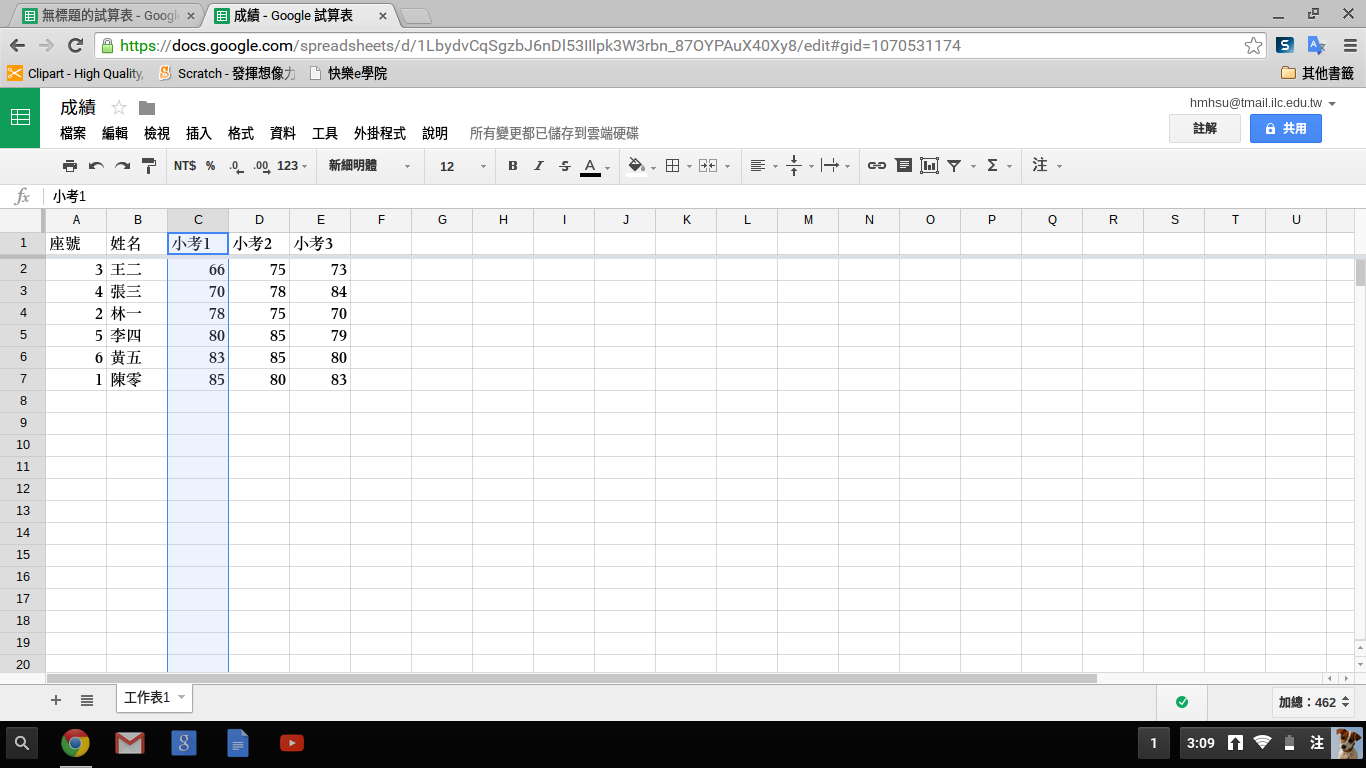 無標題的試算表 - Google
成績 - Google 試算表
https://docs.google.com/spreadsheets/d/1LbydvCqSgzbJ6nDl53IIlpk3W3rbn_87OYPAuX40Xy8/edit#gid=1070531174
Clipart - High Quality, Scratch - 發揮想像力 快樂e學院 其他書籤
成績 hmhsu@tmail.ilc.edu.tw
檔案 編輯 檢視 插入 格式 資料 工具 外掛程式 說明 所有變更都已儲存到雲端硬碟 註解 共用
NT$ % .0 .00 123 新細明體 12 B I S A Σ 注
fx 小考1
A B C D E F G H I J K L M N O P Q R S T U
1 座號 姓名 小考1 小考2 小考3
2 3 王二 66 75 73
3 4 張三 70 78 84
4 2 林一 78 75 70
5 5 李四 80 85 79
6 6 黃五 83 85 80
7 1 陳零 85 80 83
8
9
10
11
12
13
14
15
16
17
18
19
20
工作表1 加總：462
8 1 3:09 注